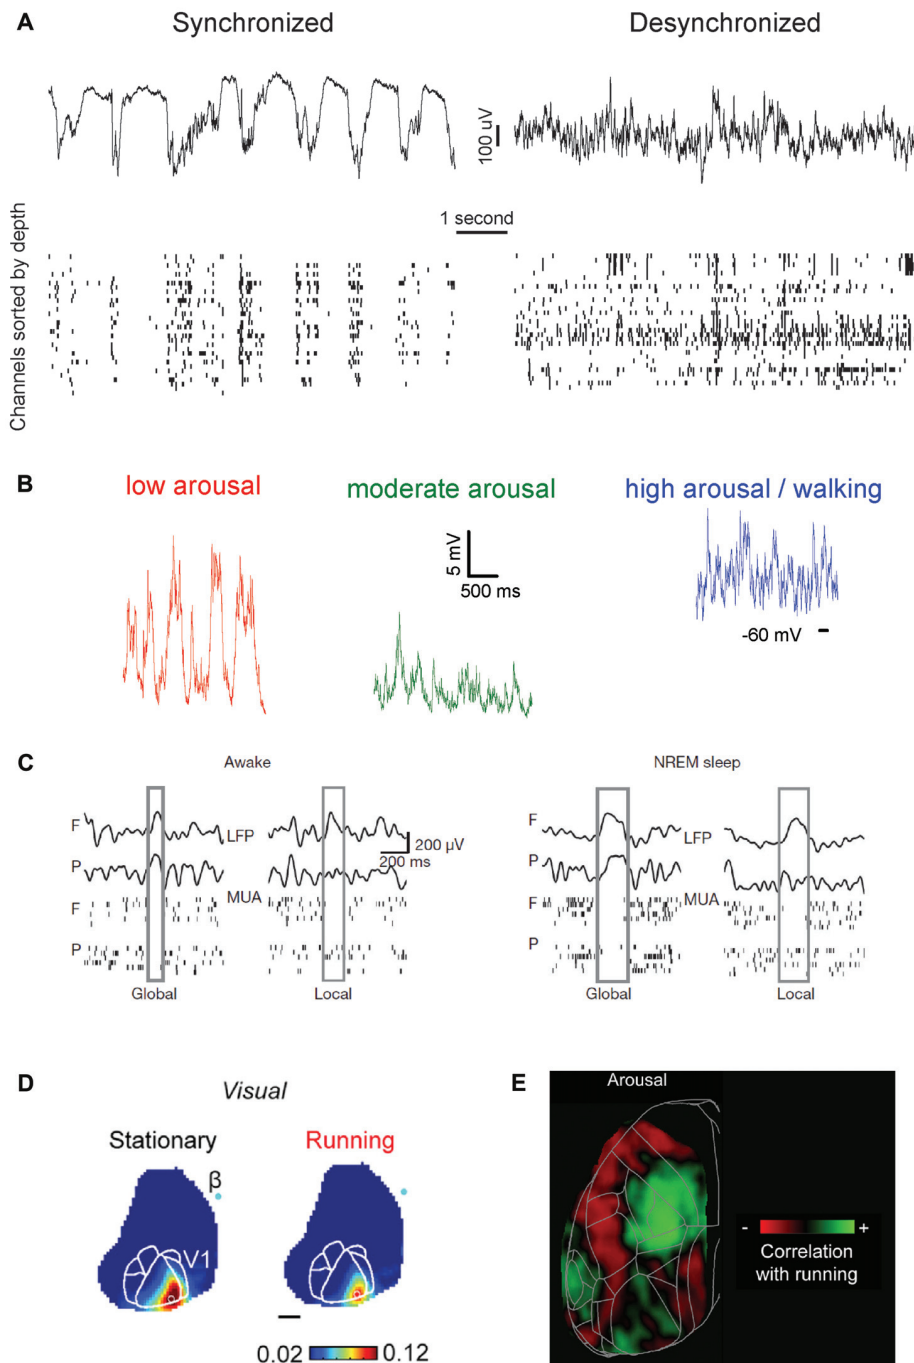 A
Synchronized
Desynchronized
100 uV
1 second
Channels sorted by depth
B
low arousal
moderate arousal
high arousal / walking
5 mV
500 ms
-60 mV
C
Awake
NREM sleep
F
LFP
F
LFP
200 µV
200 ms
P
P
MUA
F
MUA
F
P
P
Global
Local
Global
Local
D
Visual
Stationary
Running
β
V1
0.02
0.12
E
Arousal
- +
Correlation
with running